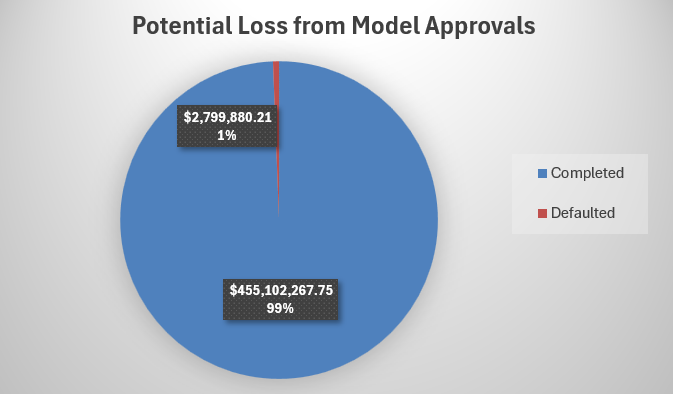 Potential Loss from Model Approvals
$2,799,880.21
1%
Completed
Defaulted
$455,102,267.75
99%